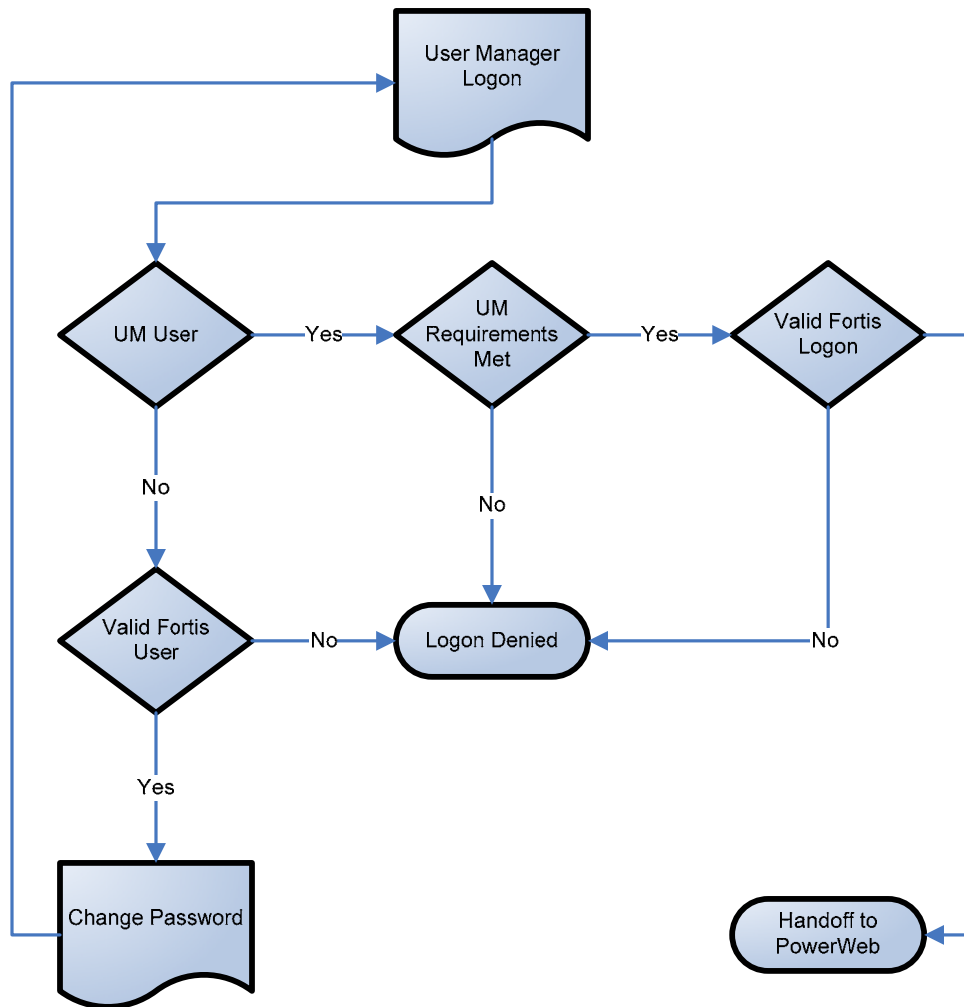 User Manager
Logon
UM User
Yes
UM
Requirements
Met
Yes
Valid Fortis
Logon
No
No
Valid Fortis
User
No
Logon Denied
No
Yes
Change Password
Handoff to
PowerWeb